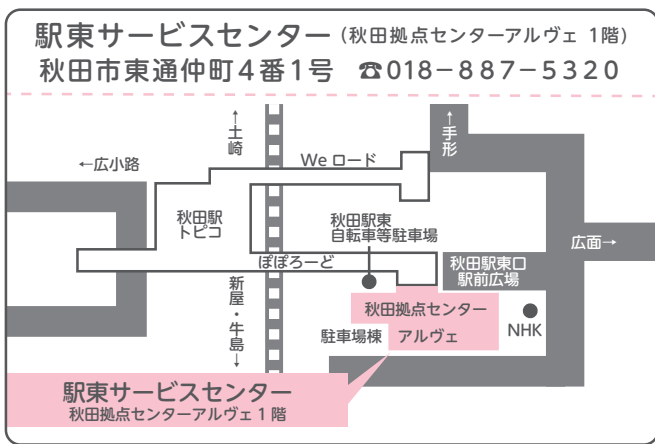 駅東サービスセンター(秋田拠点センターアルヴェ 1階)
秋田市東通仲町4番1号 ☎018-887-5320
↑土崎
↑手形
Weロード
←広小路
秋田駅
トピコ
秋田駅東
自転車等駐車場
広面→
ぽぽろーど
秋田駅東口
駅前広場
新屋・牛島↓
秋田拠点センター
アルヴェ
駐車場棟
NHK
駅東サービスセンター
秋田拠点センターアルヴェ1階